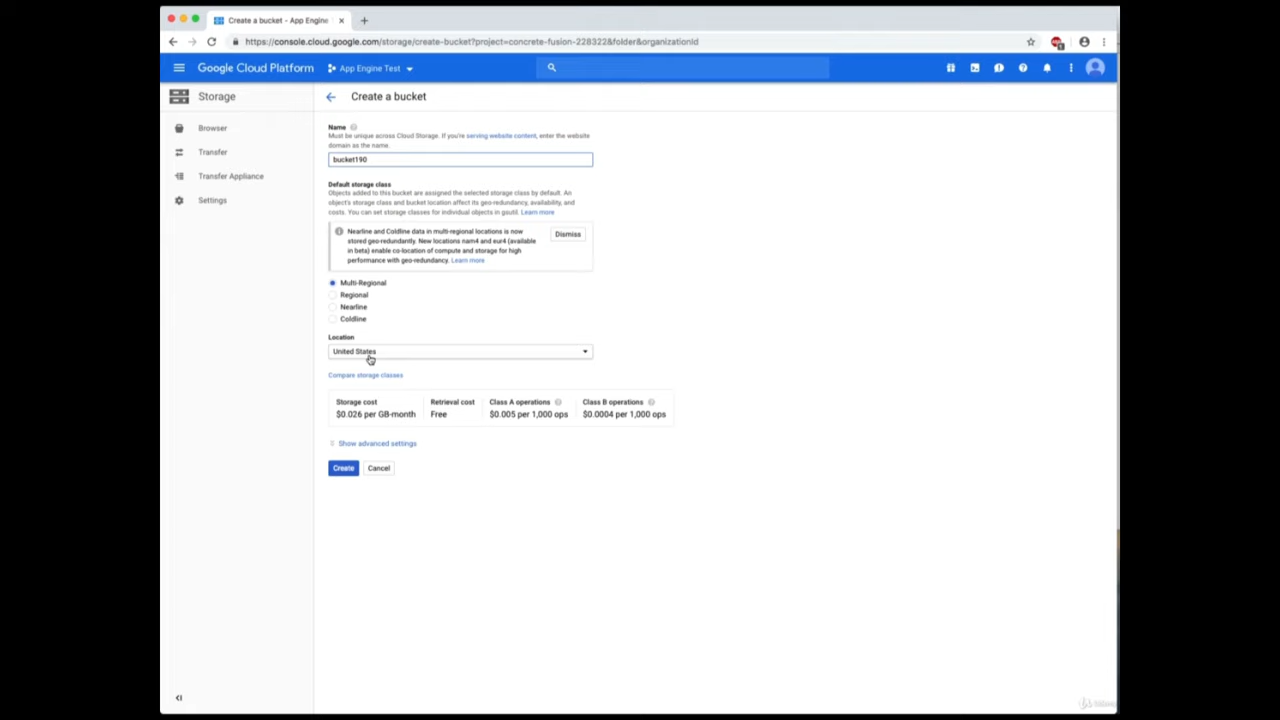 Create a bucket - App Engine
https://console.cloud.google.com/storage/create-bucket?project=concrete-fusion-228322&folder&organizationId
Google Cloud Platform
App Engine Test
Storage
Create a bucket
Browser
Transfer
Transfer Appliance
Settings
Name
Must be unique across Cloud Storage. If you're serving website content, enter the website
domain as the name.
bucket190
Default storage class
Objects added to this bucket are assigned the selected storage class by default. An
object's storage class and bucket location affect its geo-redundancy, availability, and
costs. You can set storage classes for individual objects in gsutil. Learn more
Nearline and Coldline data in multi-regional locations is now
stored geo-redundantly. New locations nam4 and eur4 (available
in beta) enable co-location of compute and storage for high
performance with geo-redundancy. Learn more
Dismiss
Multi-Regional
Regional
Nearline
Coldline
Location
United States
Compare storage classes
Storage cost Retrieval cost Class A operations Class B operations
$0.026 per GB-month Free $0.005 per 1,000 ops $0.0004 per 1,000 ops
Show advanced settings
Create Cancel